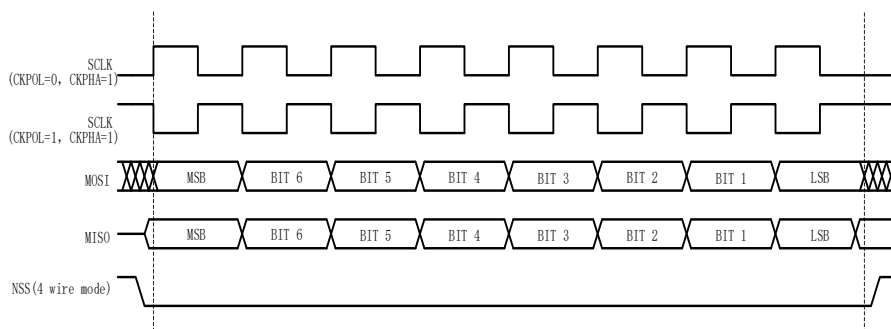 SCLK
(CKPOL=0, CKPHA=1)
SCLK
(CKPOL=1, CKPHA=1)
MOSI MSB BIT 6 BIT 5 BIT 4 BIT 3 BIT 2 BIT 1 LSB
MISO MSB BIT 6 BIT 5 BIT 4 BIT 3 BIT 2 BIT 1 LSB
NSS(4 wire mode)